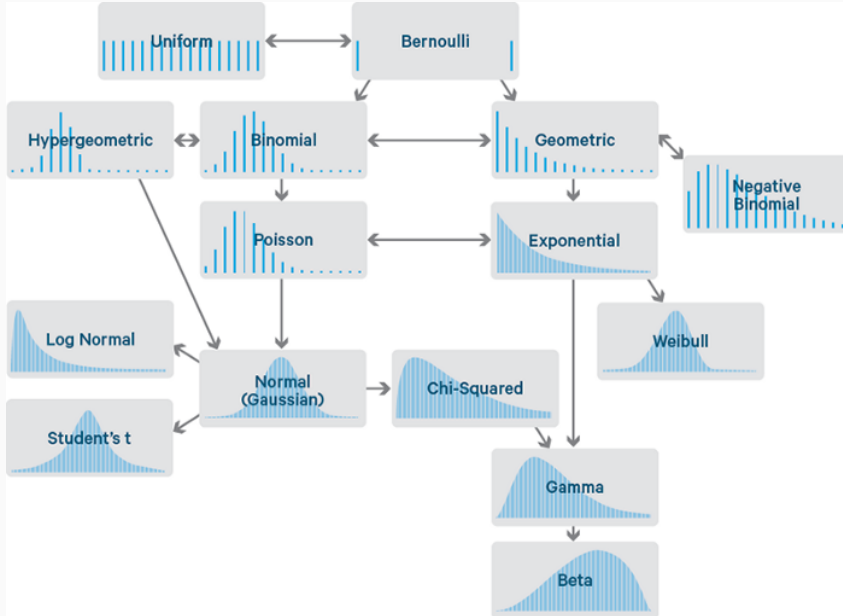 Uniform
Bernoulli
Hypergeometric
Binomial
Geometric
Negative
Binomial
Poisson
Exponential
Log Normal
Weibull
Normal
(Gaussian)
Chi-Squared
Student's t
Gamma
Beta